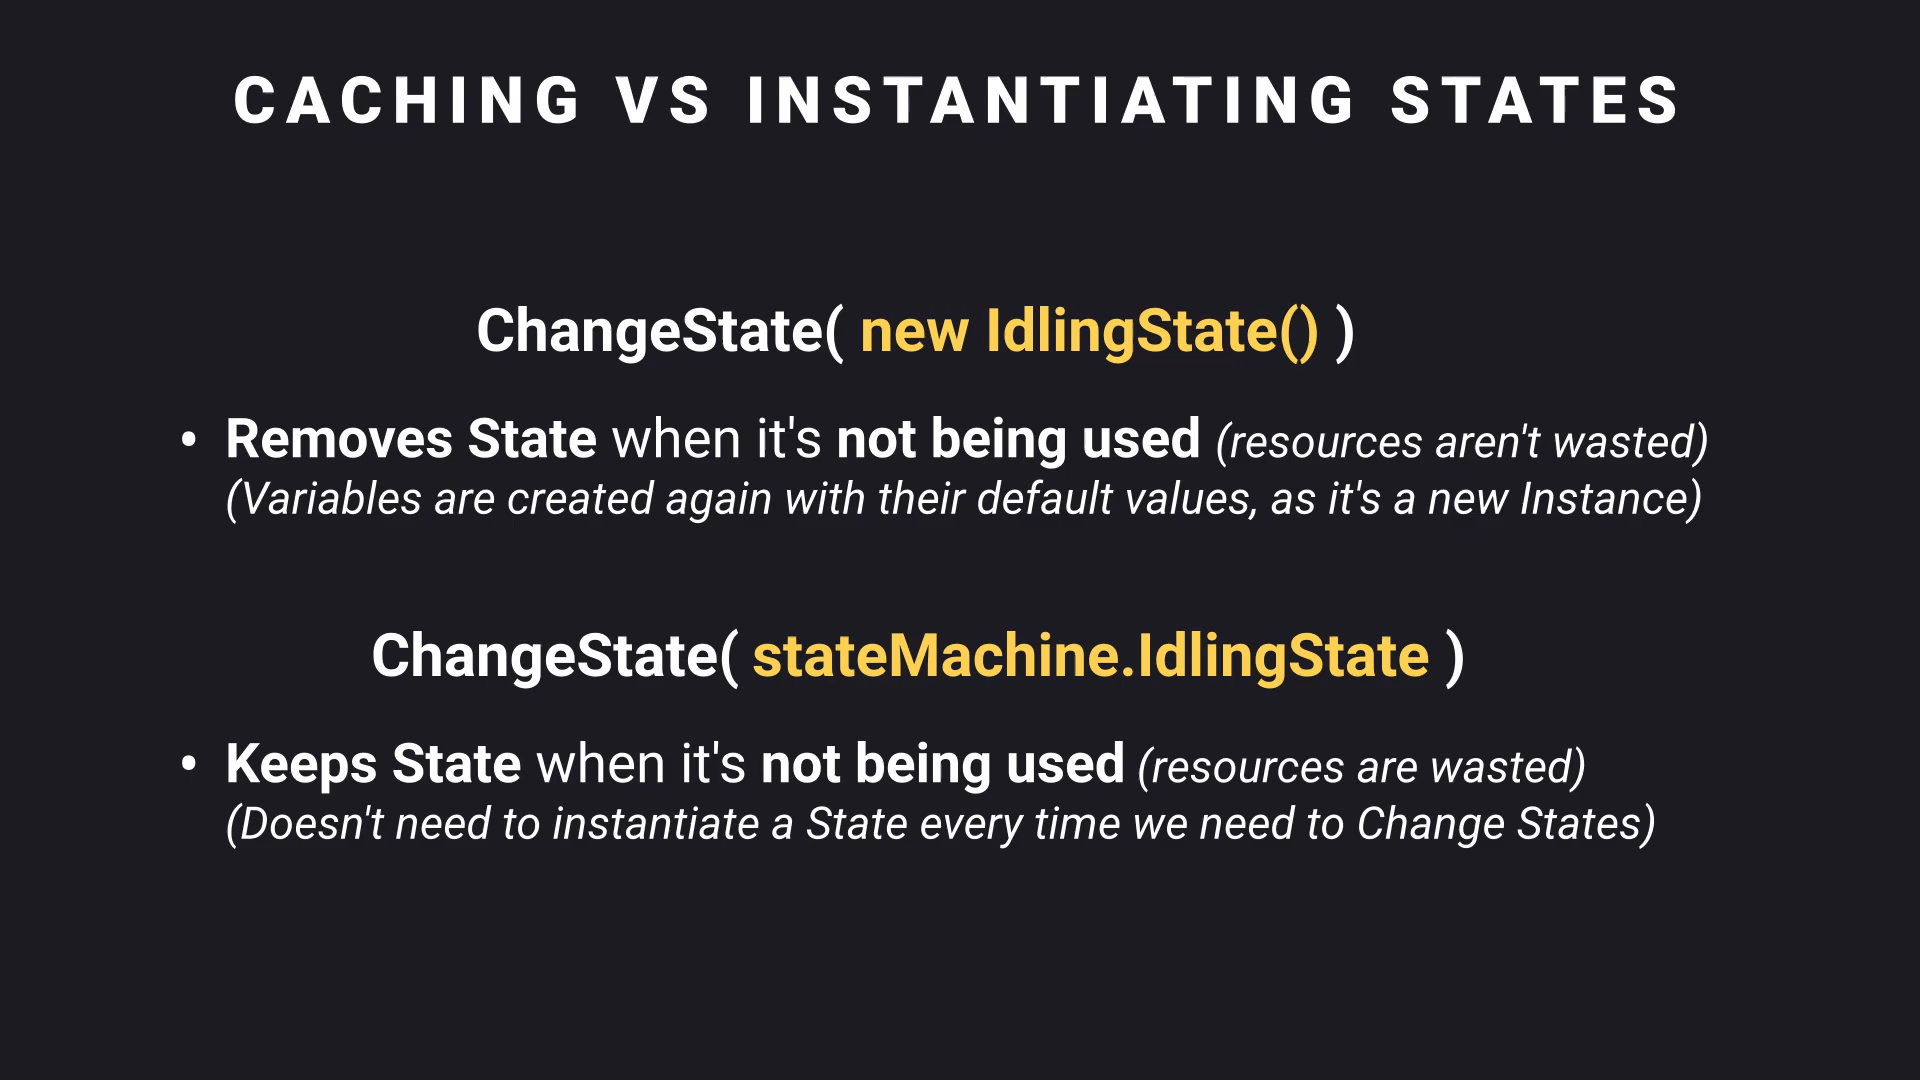 CACHING VS INSTANTIATING STATES
ChangeState( new IdlingState() )
• Removes State when it's not being used (resources aren't wasted)
(Variables are created again with their default values, as it's a new Instance)
ChangeState( stateMachine.IdlingState )
• Keeps State when it's not being used (resources are wasted)
(Doesn't need to instantiate a State every time we need to Change States)